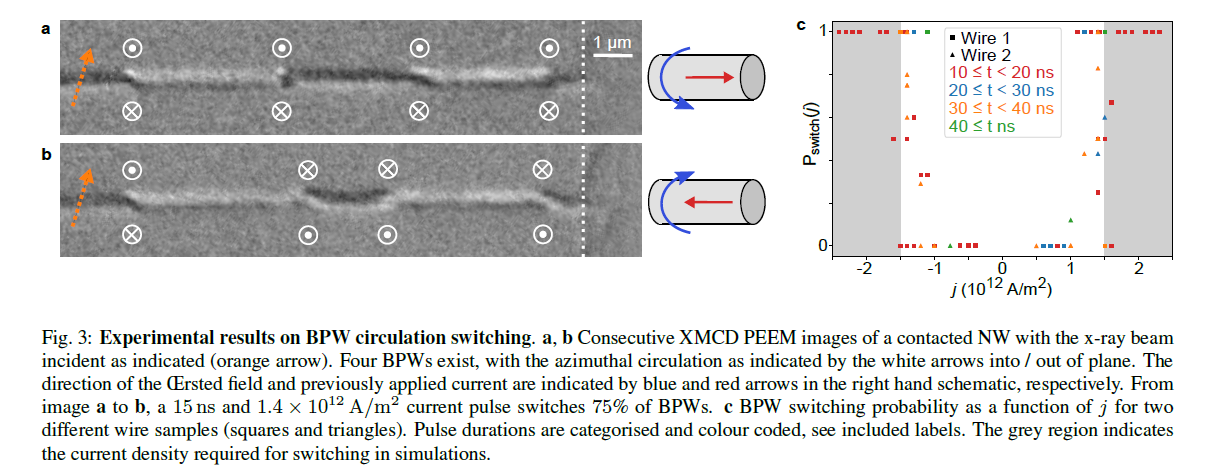 a
1 µm
b
c
1
0
Pswitch(j)
Wire 1
Wire 2
10 ≤ t < 20 ns
20 ≤ t < 30 ns
30 ≤ t < 40 ns
40 ≤ t ns
-2 -1 0 1 2
j (10¹² A/m²)
Fig. 3: Experimental results on BPW circulation switching. a, b Consecutive XMCD PEEM images of a contacted NW with the x-ray beam
incident as indicated (orange arrow). Four BPWs exist, with the azimuthal circulation as indicated by the white arrows into / out of plane. The
direction of the Œrsted field and previously applied current are indicated by blue and red arrows in the right hand schematic, respectively. From
image a to b, a 15 ns and 1.4 × 10¹² A/m² current pulse switches 75% of BPWs. c BPW switching probability as a function of j for two
different wire samples (squares and triangles). Pulse durations are categorised and colour coded, see included labels. The grey region indicates
the current density required for switching in simulations.